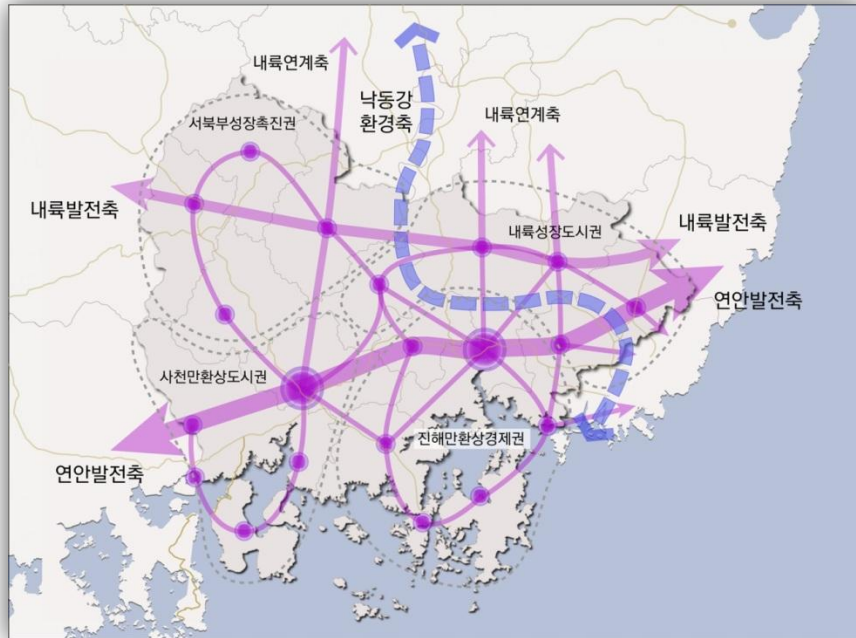 내륙연계축
낙동강
환경축
내륙연계축
서북부성장촉진권
내륙발전축
내륙성장도시권
내륙발전축
연안발전축
사천만환상도시권
진해만환상경제권
연안발전축